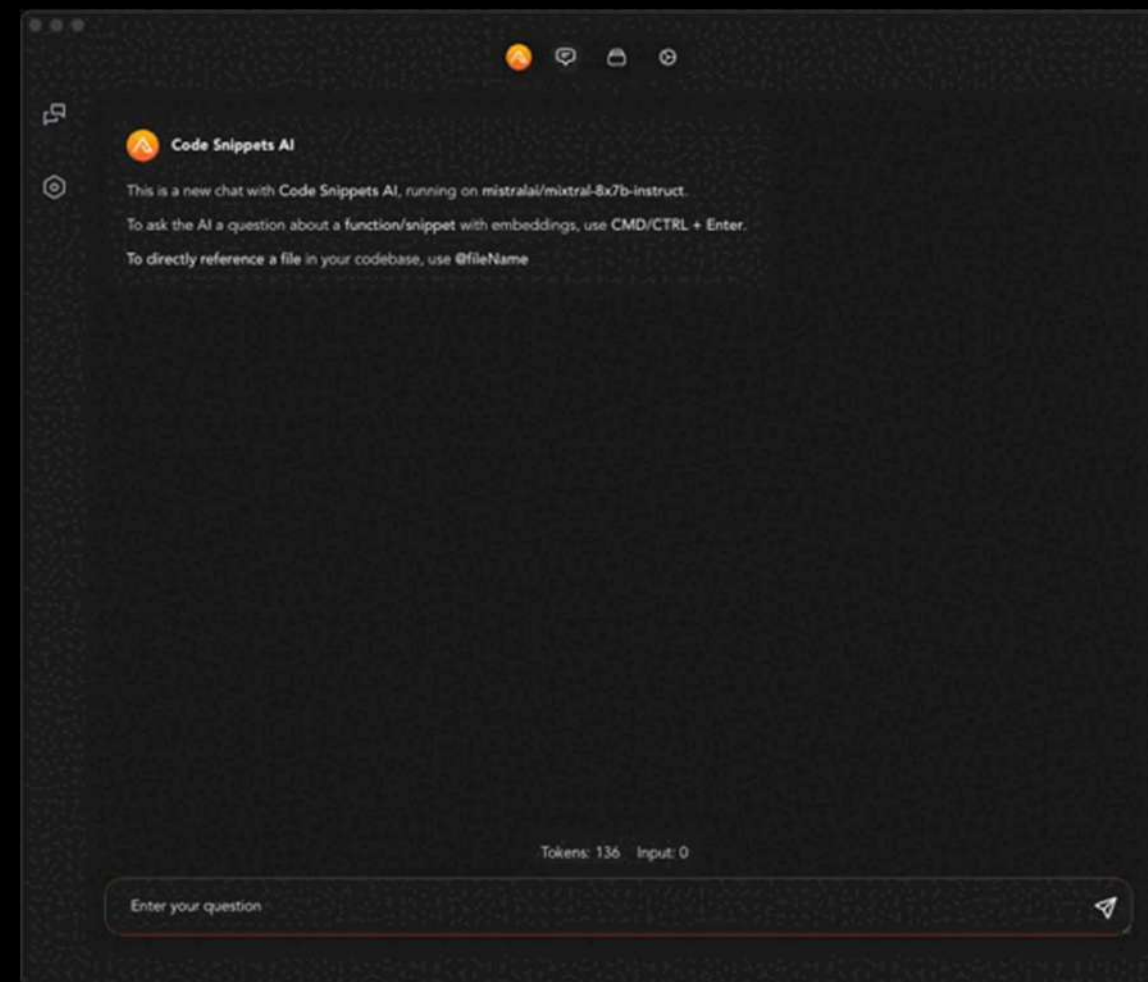 Code Snippets AI
This is a new chat with Code Snippets AI, running on mistralai/mixtral-8x7b-instruct.
To ask the AI a question about a function/snippet with embeddings, use CMD/CTRL + Enter.
To directly reference a file in your codebase, use @fileName
Tokens: 136 Input: 0
Enter your question